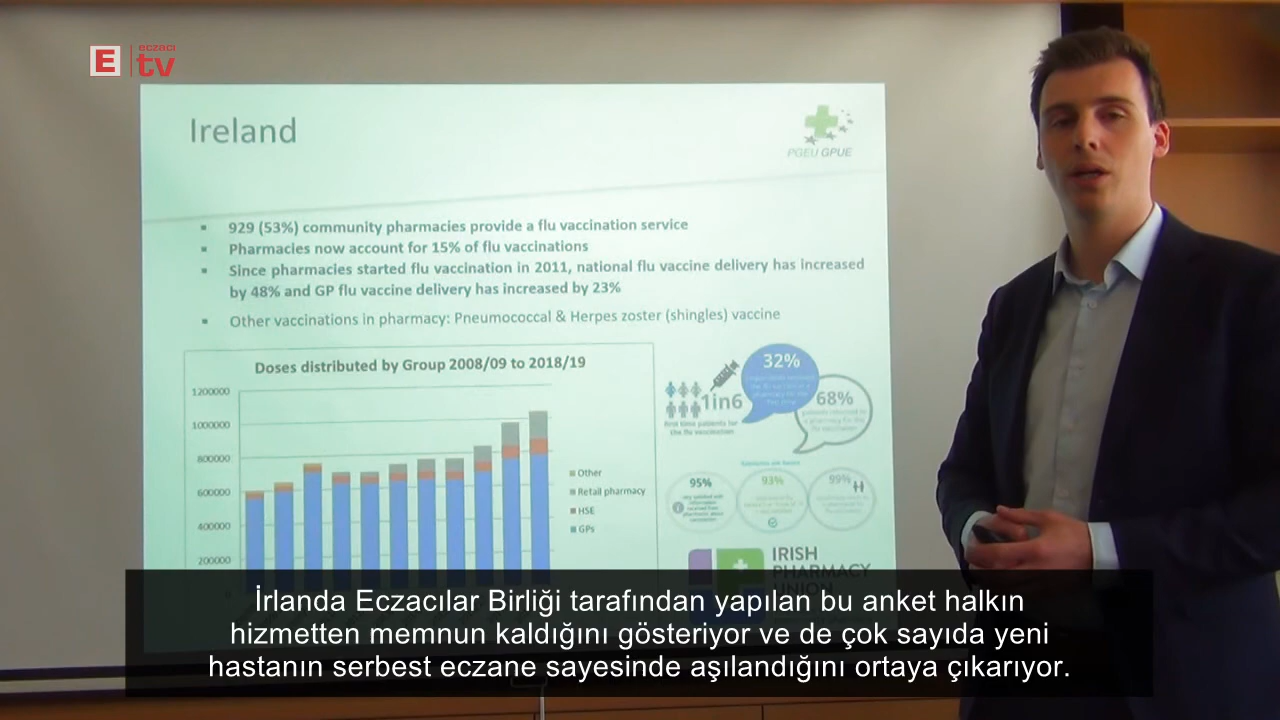 E
eczacı
tv
Ireland
PGEU GPUE
929 (53%) community pharmacies provide a flu vaccination service
Pharmacies now account for 15% of flu vaccinations
Since pharmacies started flu vaccination in 2011, national flu vaccine delivery has increased
by 48% and GP flu vaccine delivery has increased by 23%
Other vaccinations in pharmacy: Pneumococcal & Herpes zoster (shingles) vaccine
Doses distributed by Group 2008/09 to 2018/19
1200000
1000000
800000
600000
400000
200000
Other
Retail pharmacy
HSE
GPs
1in6
32%
68%
95%
93%
99%
IRISH
PHARMACY
İrlanda Eczacılar Birliği tarafından yapılan bu anket halkın
hizmetten memnun kaldığını gösteriyor ve de çok sayıda yeni
hastanın serbest eczane sayesinde aşılandığını ortaya çıkarıyor.